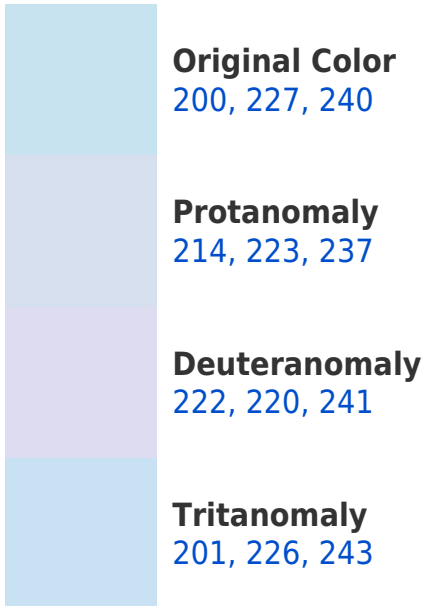 Original Color
200, 227, 240
Protanomaly
214, 223, 237
Deuteranomaly
222, 220, 241
Tritanomaly
201, 226, 243